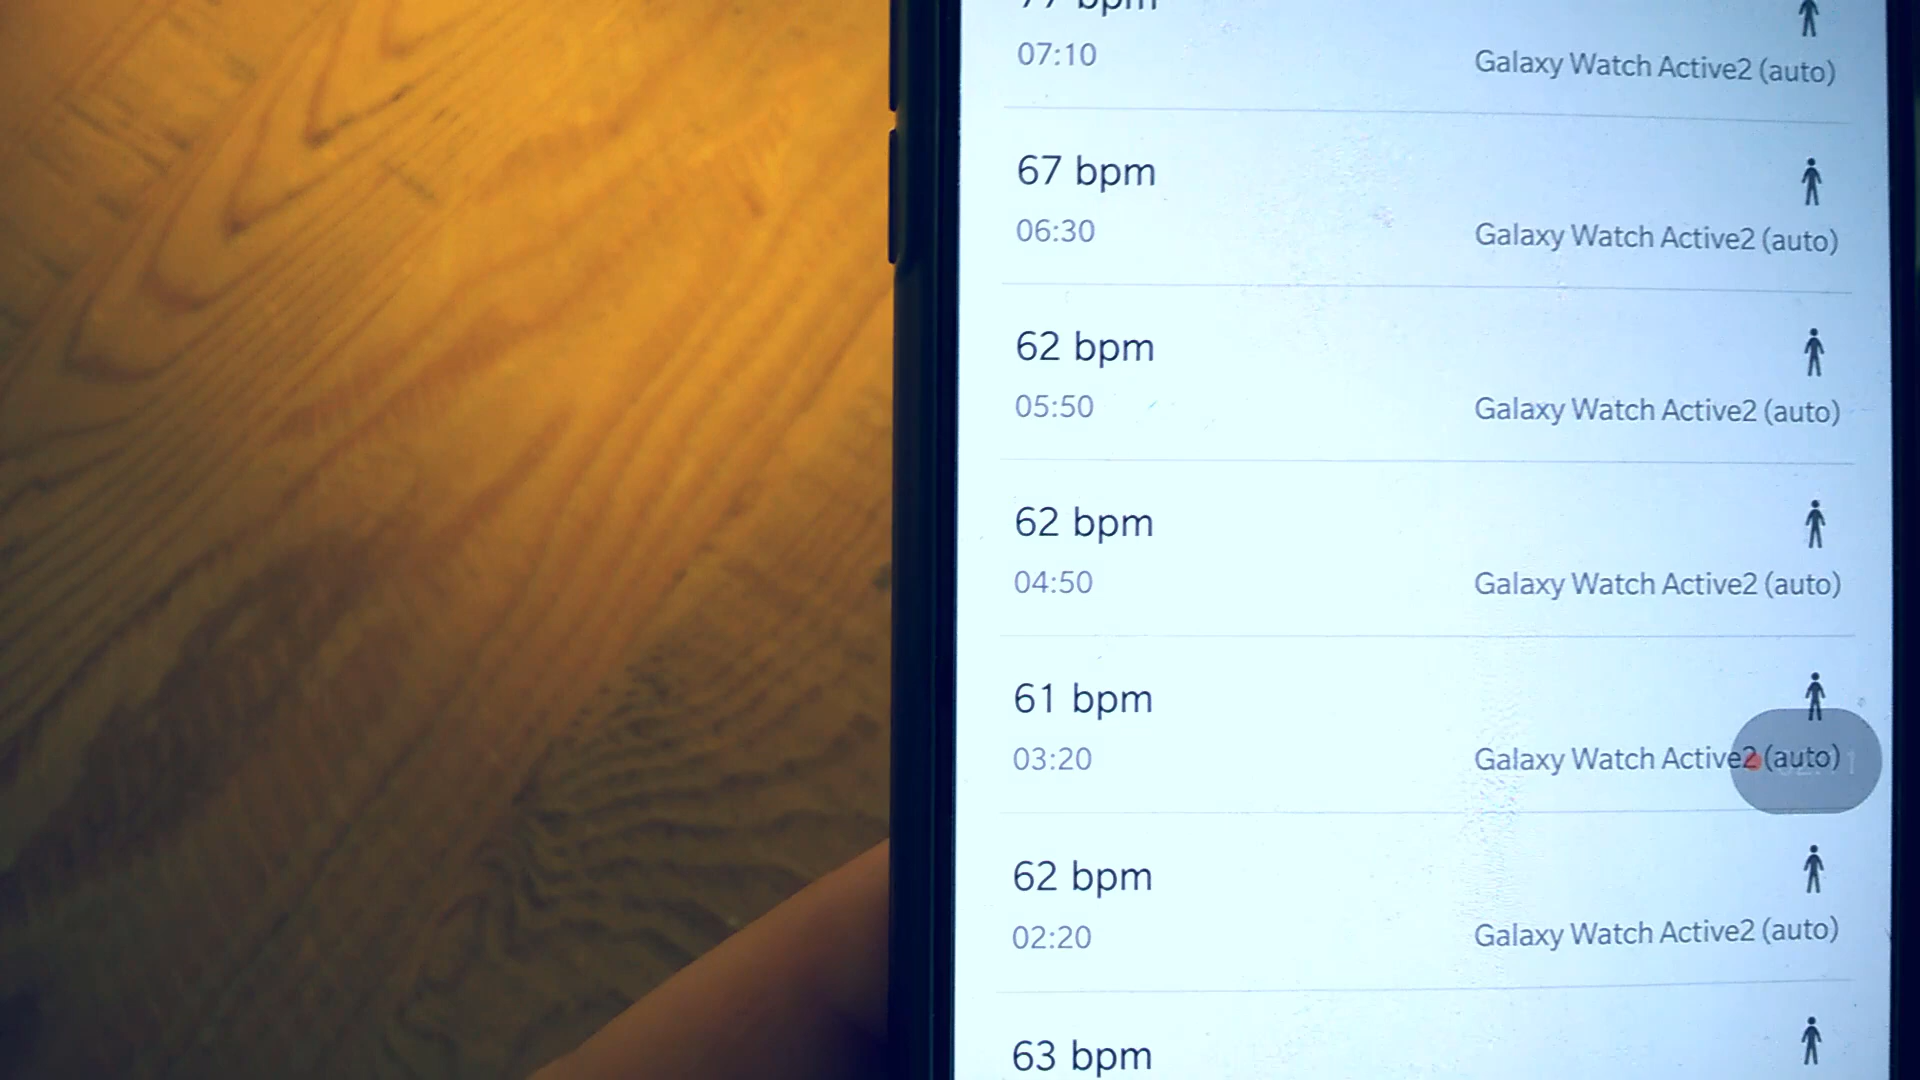 77 bpm
07:10 Galaxy Watch Active2 (auto)
67 bpm
06:30 Galaxy Watch Active2 (auto)
62 bpm
05:50 Galaxy Watch Active2 (auto)
62 bpm
04:50 Galaxy Watch Active2 (auto)
61 bpm
03:20 Galaxy Watch Active2 (auto)
62 bpm
02:20 Galaxy Watch Active2 (auto)
63 bpm